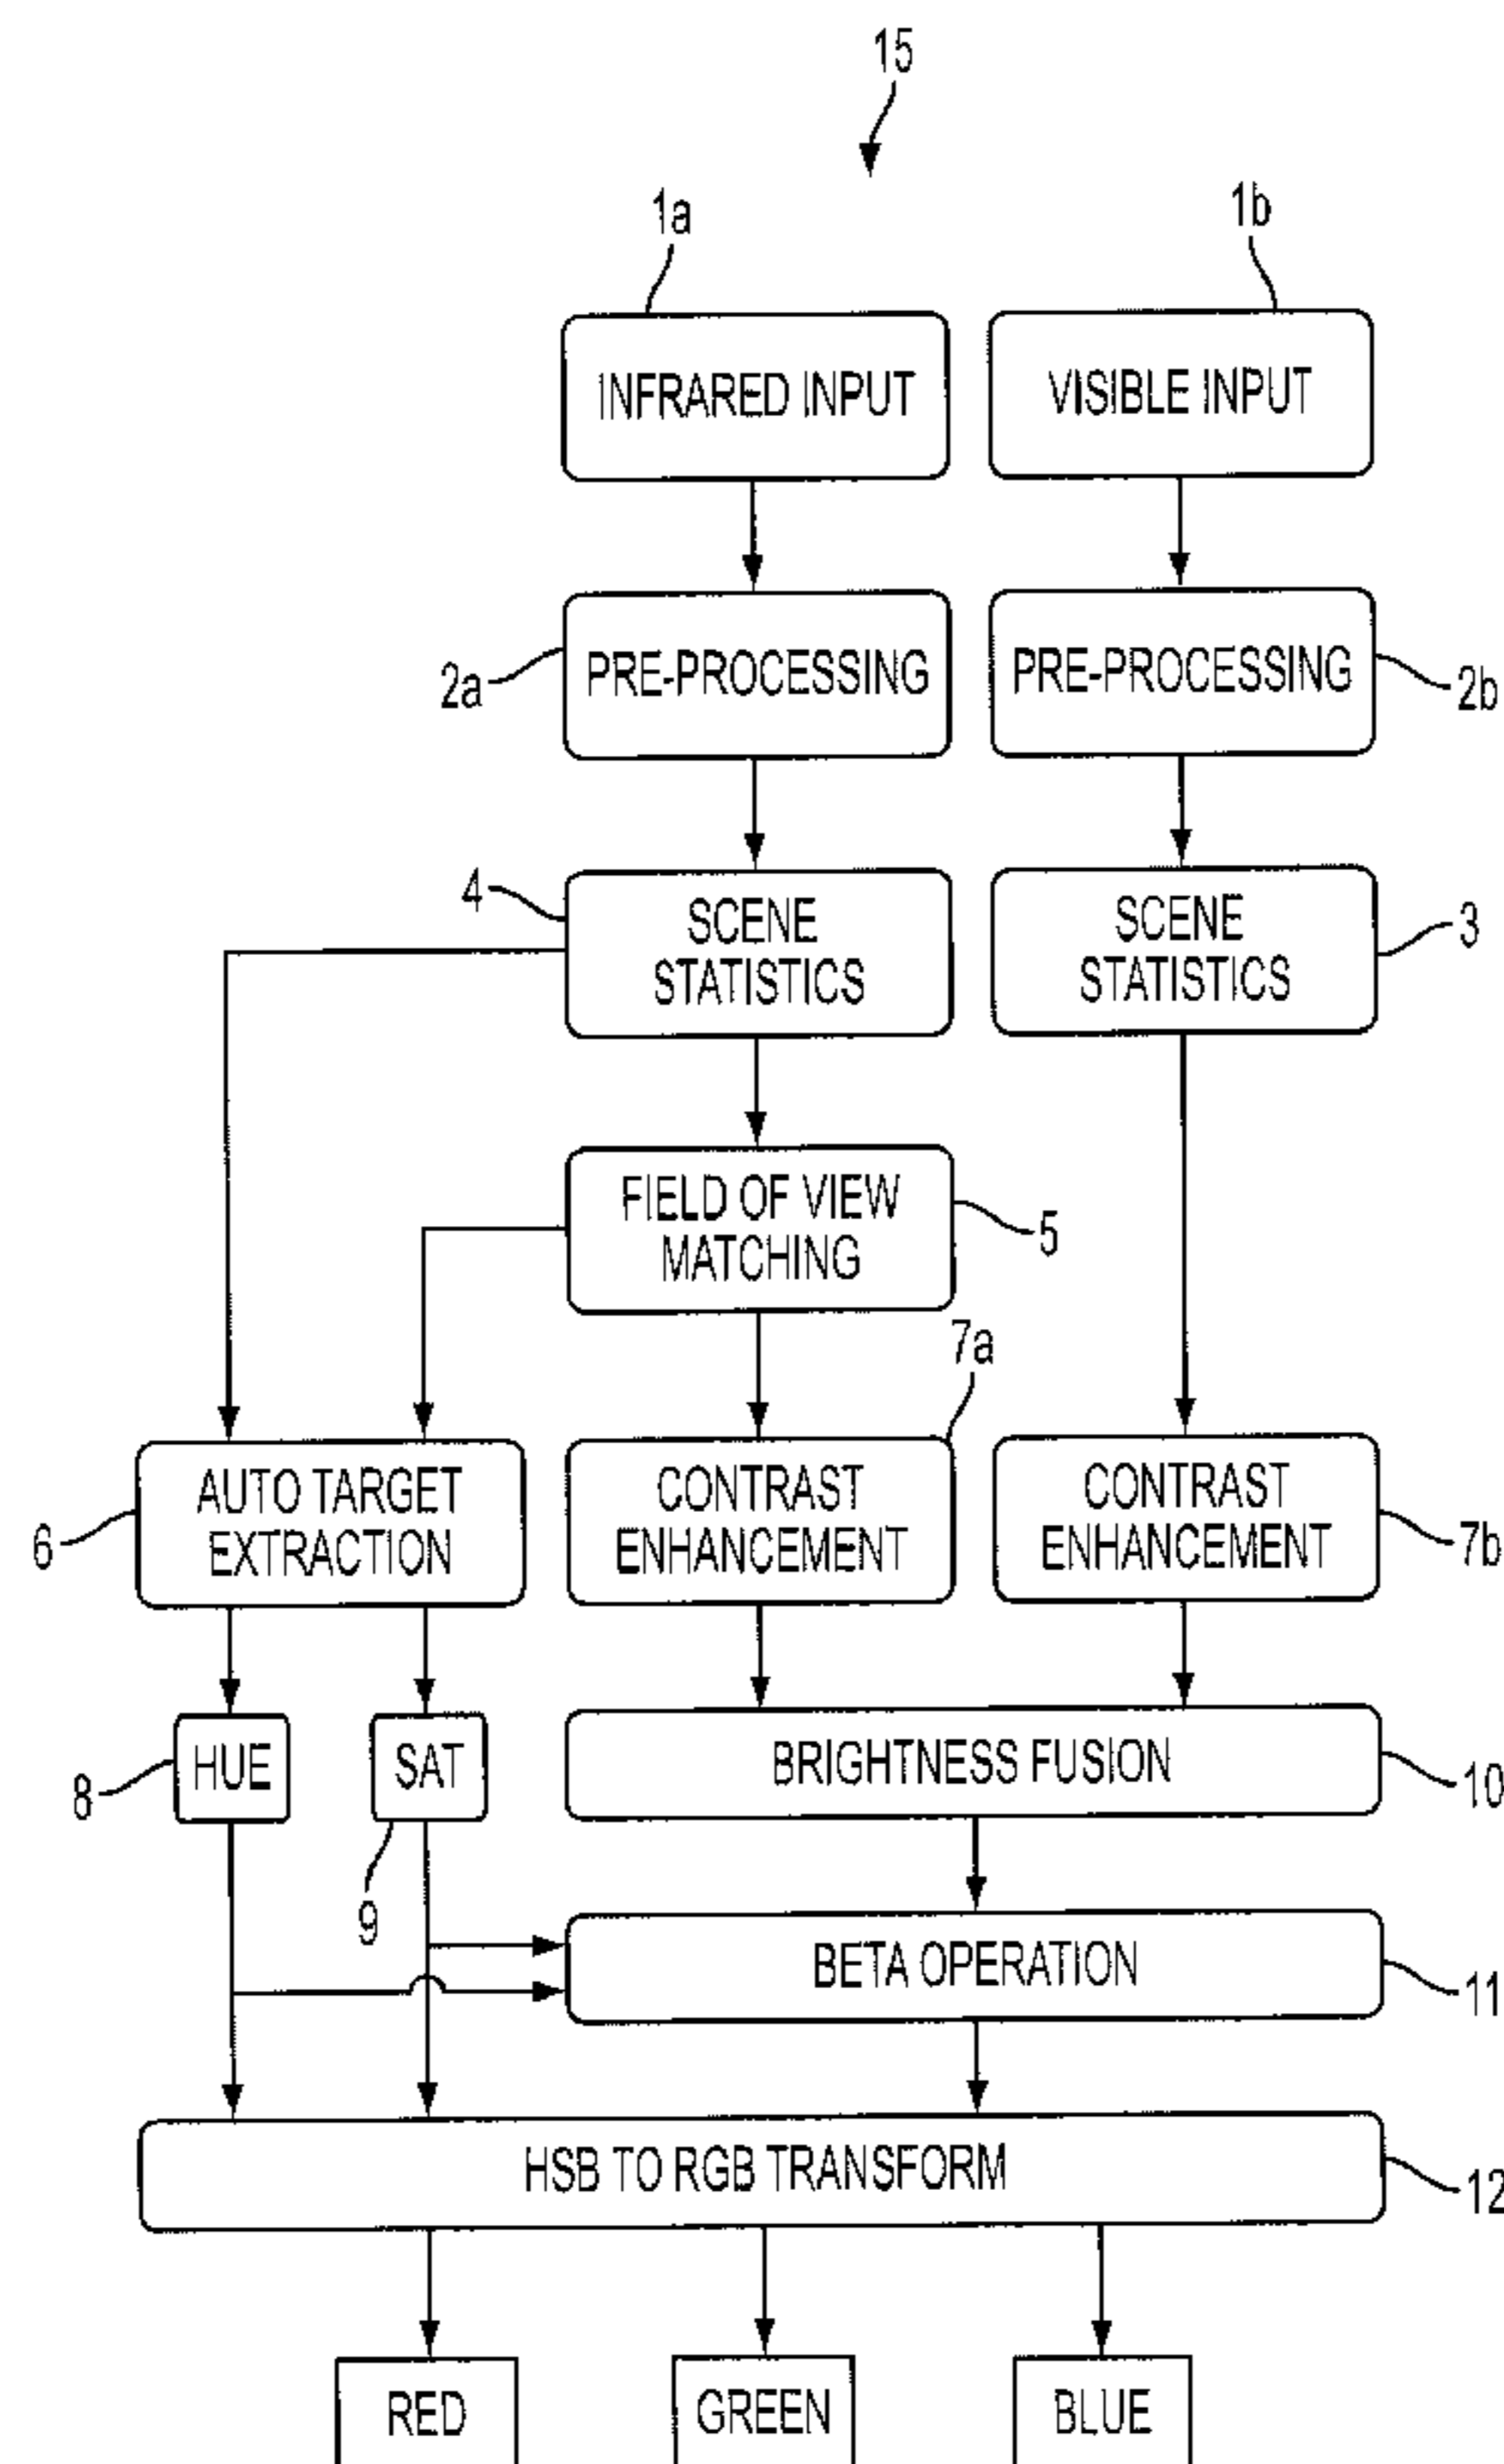 15
1a
1b
INFRARED INPUT
VISIBLE INPUT
2a
PRE-PROCESSING
PRE-PROCESSING
2b
4
SCENE
STATISTICS
SCENE
STATISTICS
3
FIELD OF VIEW
MATCHING
5
7a
6
AUTO TARGET
EXTRACTION
CONTRAST
ENHANCEMENT
CONTRAST
ENHANCEMENT
7b
8
HUE
SAT
9
BRIGHTNESS FUSION
10
BETA OPERATION
11
HSB TO RGB TRANSFORM
12
RED
GREEN
BLUE